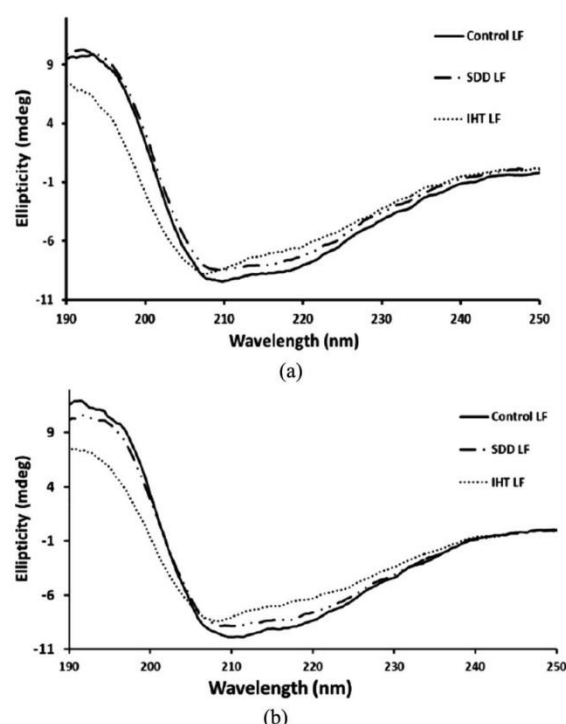 Control LF
SDD LF
IHT LF
Ellipticity (mdeg)
9
4
-1
-6
-11
190 200 210 220 230 240 250
Wavelength (nm)
(a)
Control LF
SDD LF
IHT LF
Ellipticity (mdeg)
9
4
-1
-6
-11
190 200 210 220 230 240 250
Wavelength (nm)
(b)